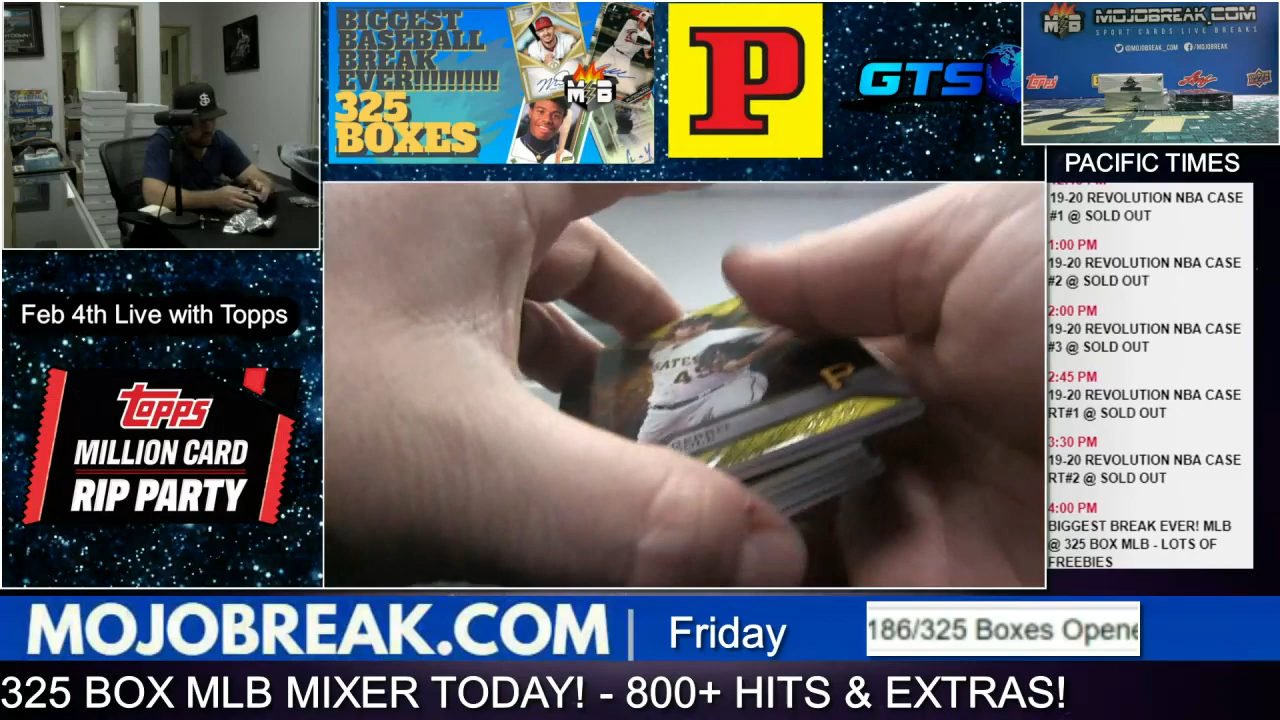 BIGGEST
BASEBALL
BREAK
EVER!!!!!!!!!!!
325
BOXES
MB
P
GTS
MB MOJOBREAK.COM
SPORT CARDS LIVE BREAKS
@MOJOBREAK_COM /MOJOBREAK
Topps
PACIFIC TIMES
19-20 REVOLUTION NBA CASE
#1 @ SOLD OUT
1:00 PM
19-20 REVOLUTION NBA CASE
#2 @ SOLD OUT
2:00 PM
19-20 REVOLUTION NBA CASE
#3 @ SOLD OUT
2:45 PM
19-20 REVOLUTION NBA CASE
RT#1 @ SOLD OUT
3:30 PM
19-20 REVOLUTION NBA CASE
RT#2 @ SOLD OUT
4:00 PM
BIGGEST BREAK EVER! MLB
@ 325 BOX MLB - LOTS OF
FREEBIES
Feb 4th Live with Topps
Topps
MILLION CARD
RIP PARTY
P
MOJOBREAK.COM | Friday
186/325 Boxes Opene
325 BOX MLB MIXER TODAY! - 800+ HITS & EXTRAS!